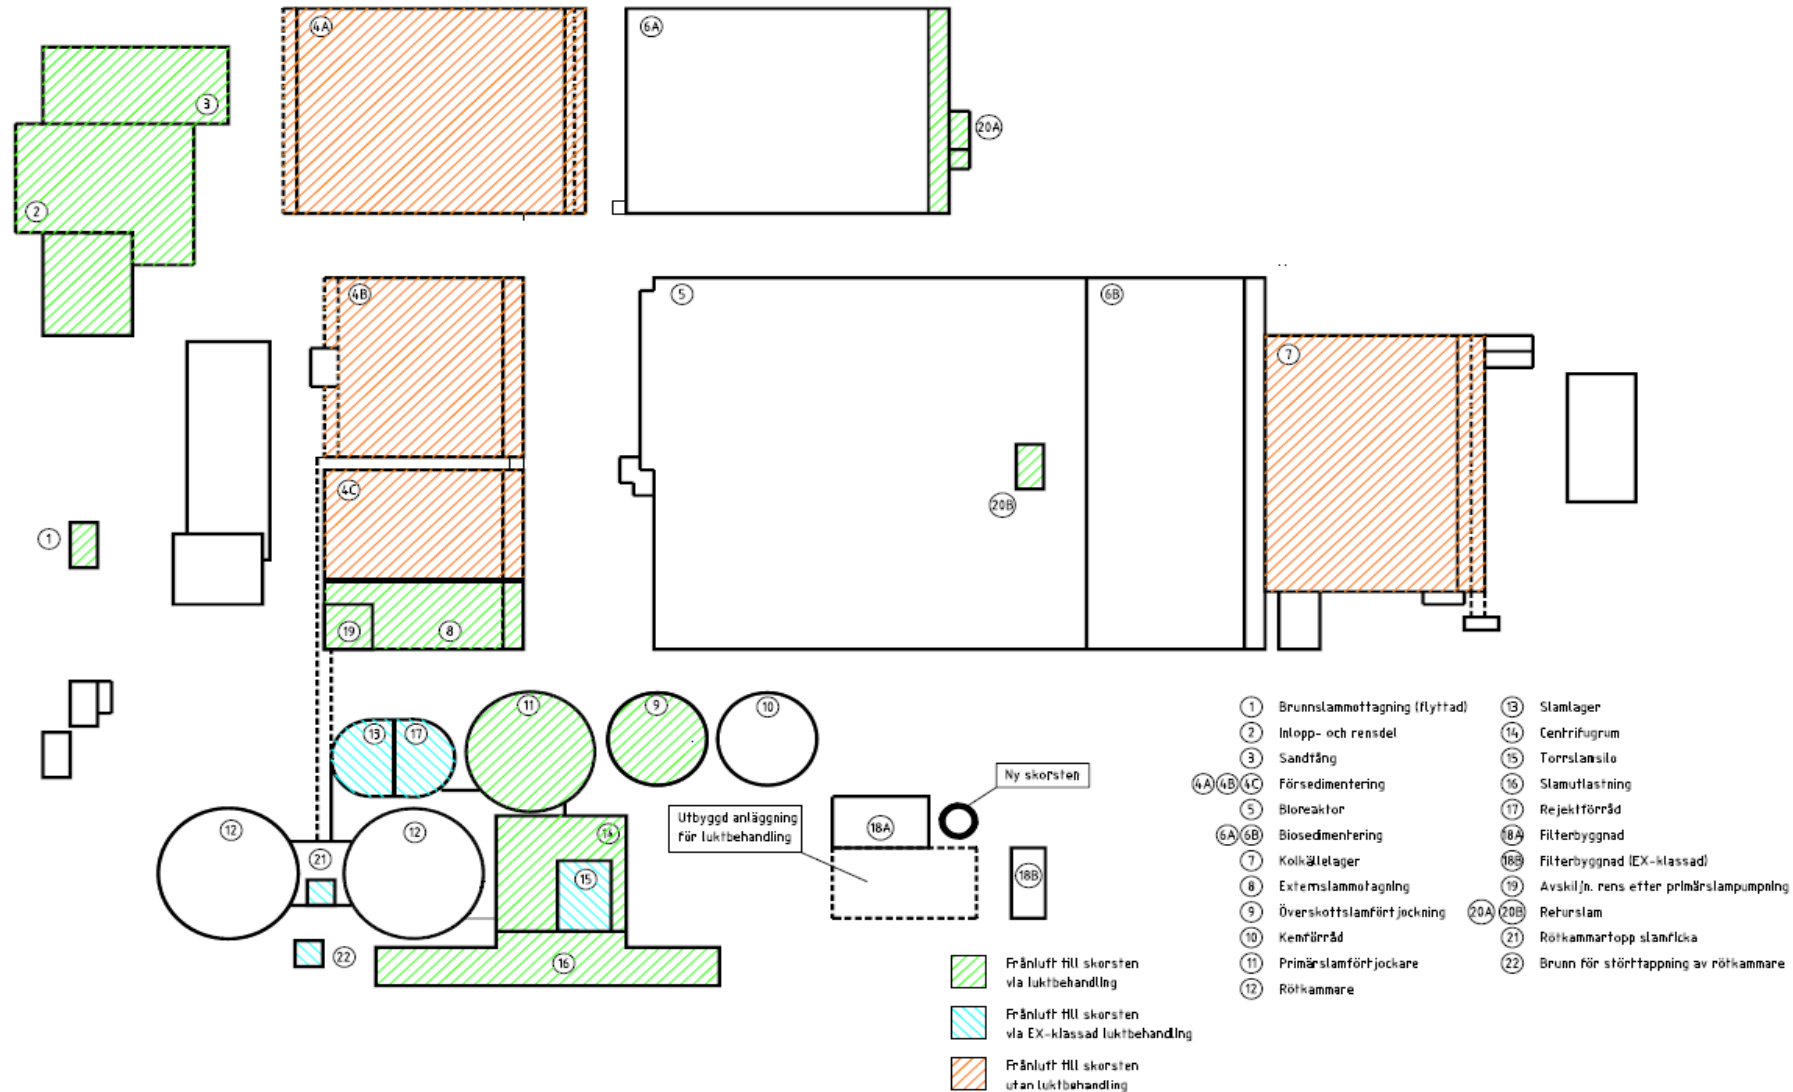 4A
6A
3
20A
2
4B
5
6B
7
4C
20B
1
19
8
11
9
10
13
17
Ny skorsten
Utbyggd anläggning
för luktbehandling
12
12
14
18A
21
15
18B
22
16
1 Brunnslammottagning (flyttad)
2 Inlopp- och rensdel
3 Sandfång
4A 4B 4C Försedimentering
5 Bioreaktor
6A 6B Biosedimentering
7 Kolkällelager
8 Externslammotagning
9 Överskottslamförtjockning
10 Kemförråd
11 Primärslamförtjockare
12 Rötkammare
13 Slamlager
14 Centrifugrum
15 Torrslamsilo
16 Slamutlastning
17 Rejektförråd
18A Filterbyggnad
18B Filterbyggnad (EX-klassad)
19 Avskiljn. rens efter primärslampumpning
20A 20B Returslam
21 Rötkammartopp slamficka
22 Brunn för störttappning av rötkammare
Frånluft till skorsten
via luktbehandling
Frånluft till skorsten
via EX-klassad luktbehandling
Frånluft till skorsten
utan luktbehandling